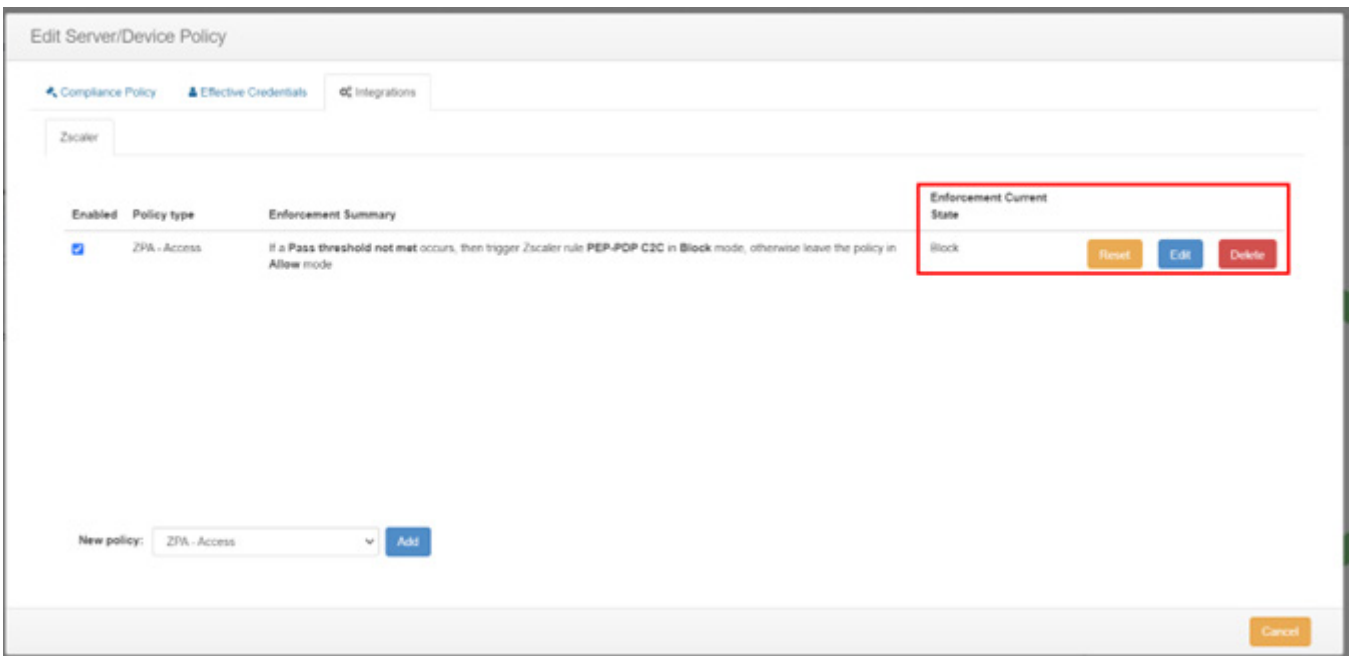 Edit Server/Device Policy
Compliance Policy Effective Credentials Integrations
Zscaler
Enabled Policy type Enforcement Summary Enforcement Current
State
ZPA - Access If a Pass threshold not met occurs, then trigger Zscaler rule PEP-PDP C2C in Block mode, otherwise leave the policy in Block Reset Edit Delete
Allow mode
New policy: ZPA - Access Add
Cancel